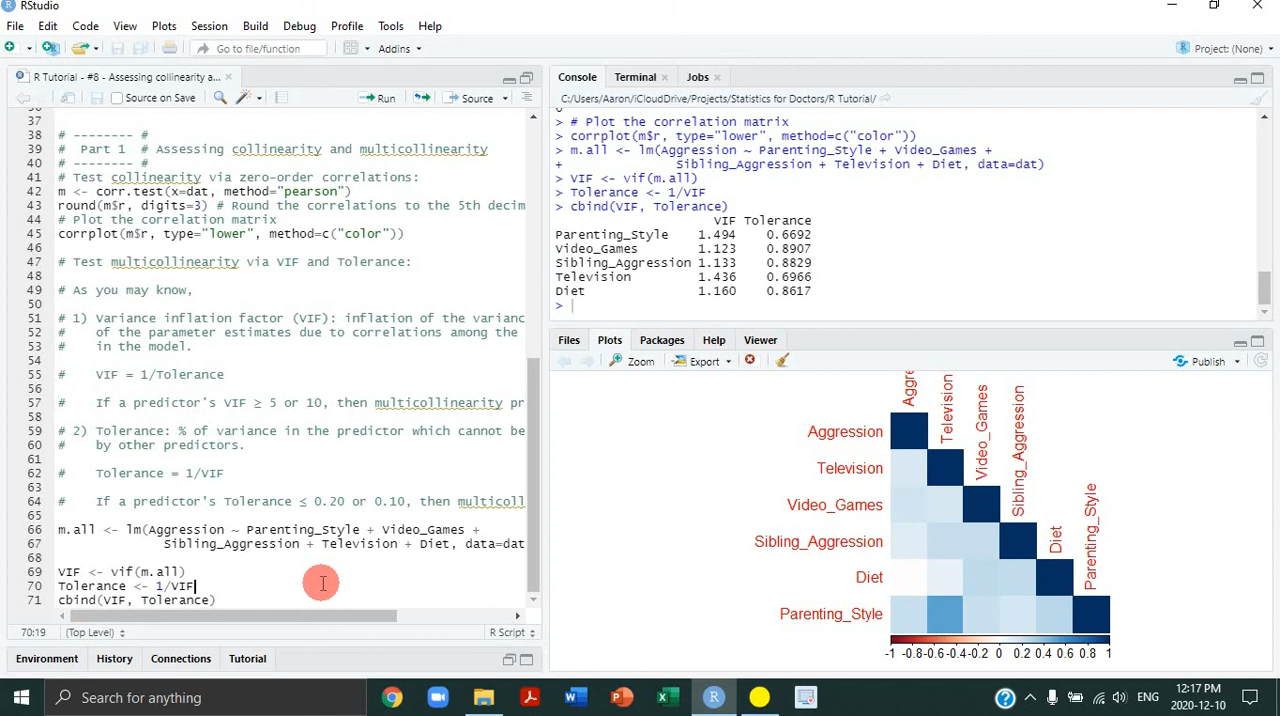 RStudio
File Edit Code View Plots Session Build Debug Profile Tools Help
Go to file/function Addins Project: (None)
R Tutorial - #8 - Assessing collinearity a...
Source on Save Run Source
37
38 # -------- #
39 #  Part 1  # Assessing collinearity and multicollinearity
40 # -------- #
41 # Test collinearity via zero-order correlations:
42 m <- corr.test(x=dat, method="pearson")
43 round(m$r, digits=3) # Round the correlations to the 5th decim
44 # Plot the correlation matrix
45 corrplot(m$r, type="lower", method=c("color"))
46
47 # Test multicollinearity via VIF and Tolerance:
48
49 # As you may know,
50
51 # 1) Variance inflation factor (VIF): inflation of the varianc
52 #    of the parameter estimates due to correlations among the
53 #    in the model.
54
55 #    VIF = 1/Tolerance
56
57 #    If a predictor's VIF ≥ 5 or 10, then multicollinearity pr
58
59 # 2) Tolerance: % of variance in the predictor which cannot be
60 #    by other predictors.
61
62 #    Tolerance = 1/VIF
63
64 #    If a predictor's Tolerance ≤ 0.20 or 0.10, then multicoll
65
66 m.all <- lm(Aggression ~ Parenting_Style + Video_Games +
67             Sibling_Aggression + Television + Diet, data=dat
68
69 VIF <- vif(m.all)
70 Tolerance <- 1/VIF
71 cbind(VIF, Tolerance)
70:19 (Top Level) R Script
Environment History Connections Tutorial
Console Terminal Jobs
C:/Users/Aaron/iCloudDrive/Projects/Statistics for Doctors/R Tutorial/
> # Plot the correlation matrix
> corrplot(m$r, type="lower", method=c("color"))
> m.all <- lm(Aggression ~ Parenting_Style + Video_Games +
+             Sibling_Aggression + Television + Diet, data=dat)
> VIF <- vif(m.all)
> Tolerance <- 1/VIF
> cbind(VIF, Tolerance)
VIF Tolerance
Parenting_Style 1.494 0.6692
Video_Games 1.123 0.8907
Sibling_Aggression 1.133 0.8829
Television 1.436 0.6966
Diet 1.160 0.8617
>
Files Plots Packages Help Viewer
Zoom Export Publish
Aggr
Television
Video_Games
Sibling_Aggression
Diet
Parenting_Style
Aggression
Television
Video_Games
Sibling_Aggression
Diet
Parenting_Style
-1 -0.8 -0.6 -0.4 -0.2 0 0.2 0.4 0.6 0.8 1
Search for anything
ENG
12:17 PM
2020-12-10